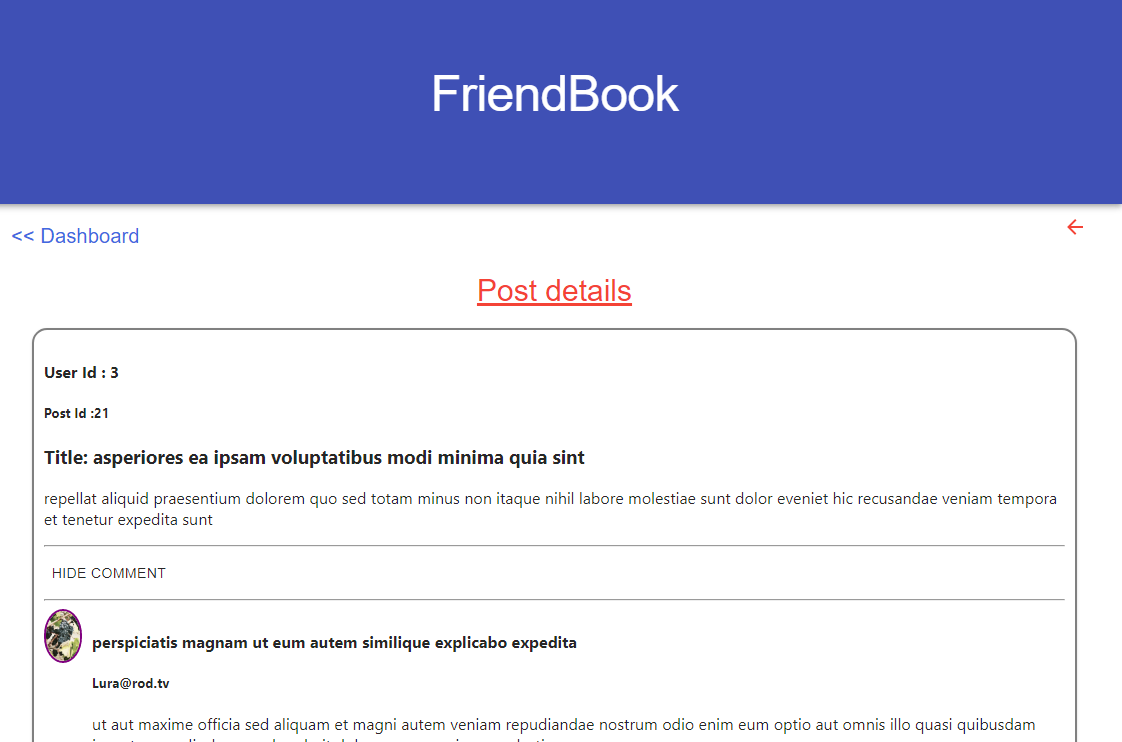 FriendBook
<< Dashboard
Post details
User Id : 3
Post Id :21
Title: asperiores ea ipsam voluptatibus modi minima quia sint
repellat aliquid praesentium dolorem quo sed totam minus non itaque nihil labore molestiae sunt dolor eveniet hic recusandae veniam tempora
et tenetur expedita sunt
HIDE COMMENT
perspiciatis magnam ut eum autem similique explicabo expedita
Lura@rod.tv
ut aut maxime officia sed aliquam et magni autem veniam repudiandae nostrum odio enim eum optio aut omnis illo quasi quibusdam